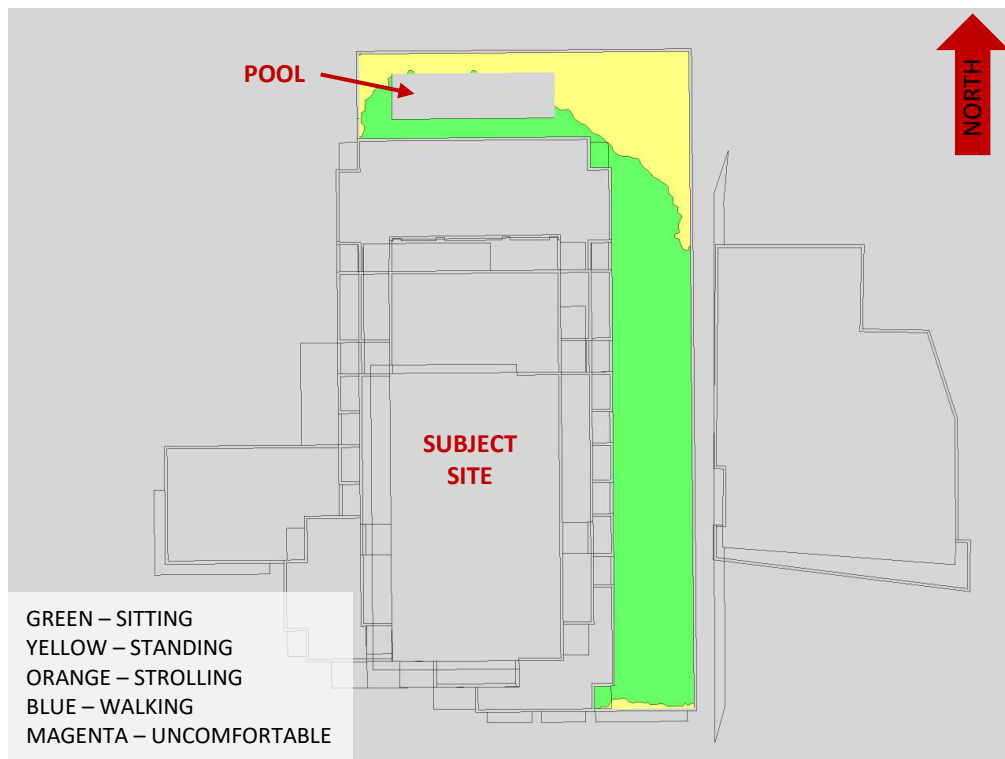 POOL
NORTH
SUBJECT
SITE
GREEN – SITTING
YELLOW – STANDING
ORANGE – STROLLING
BLUE – WALKING
MAGENTA – UNCOMFORTABLE